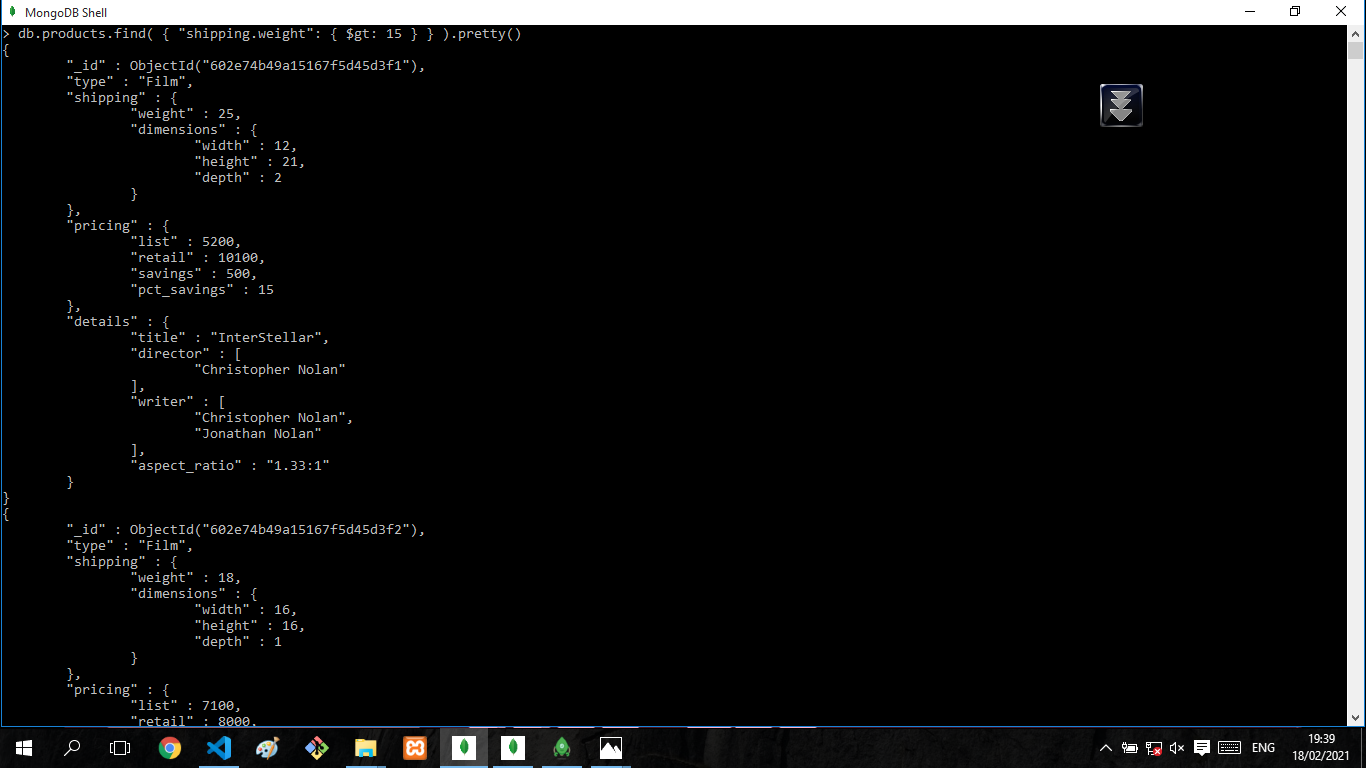 MongoDB Shell
> db.products.find( { "shipping.weight": { $gt: 15 } } ).pretty()
{
        "_id" : ObjectId("602e74b49a15167f5d45d3f1"),
        "type" : "Film",
        "shipping" : {
                "weight" : 25,
                "dimensions" : {
                        "width" : 12,
                        "height" : 21,
                        "depth" : 2
                }
        },
        "pricing" : {
                "list" : 5200,
                "retail" : 10100,
                "savings" : 500,
                "pct_savings" : 15
        },
        "details" : {
                "title" : "InterStellar",
                "director" : [
                        "Christopher Nolan"
                ],
                "writer" : [
                        "Christopher Nolan",
                        "Jonathan Nolan"
                ],
                "aspect_ratio" : "1.33:1"
        }
}
{
        "_id" : ObjectId("602e74b49a15167f5d45d3f2"),
        "type" : "Film",
        "shipping" : {
                "weight" : 18,
                "dimensions" : {
                        "width" : 16,
                        "height" : 16,
                        "depth" : 1
                }
        },
        "pricing" : {
                "list" : 7100,
                "retail" : 8000,
ENG
19:39
18/02/2021